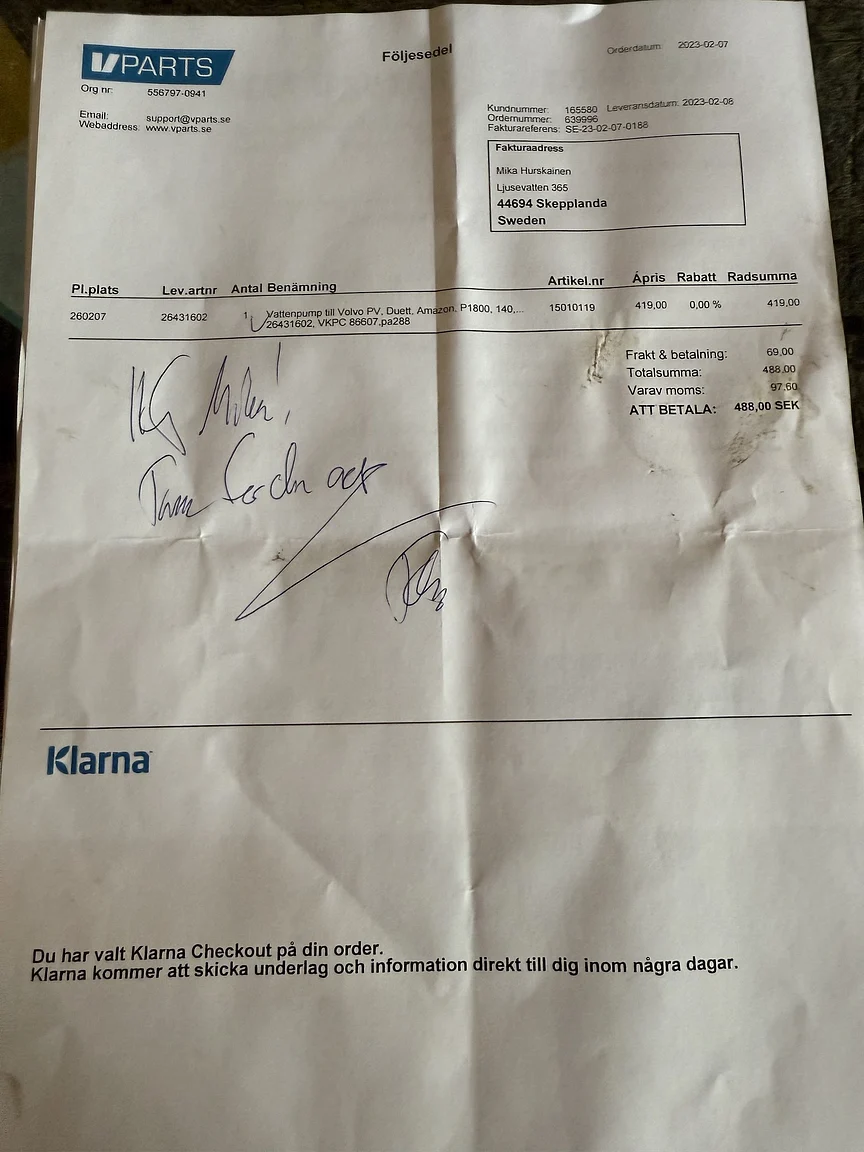 VPARTS
Följesedel
Orderdatum 2023-02-07
Org nr: 556797-0941
Email: support@vparts.se
Webaddress: www.vparts.se
Kundnummer: 165580 Leveransdatum: 2023-02-08
Ordernummer: 639996
Fakturareferens: SE-23-02-07-0168
Fakturaadress
Mika Hurskainen
Ljusevatten 365
44694 Skepplanda
Sweden
Pl.plats Lev.artnr Antal Benämning Artikel.nr Ápris Rabatt Radsumma
260207 26431602 1 Vattenpump till Volvo PV, Duett, Amazon, P1800, 140,... 15010119 419,00 0,00 % 419,00
26431602, VKPC 86607,pa288
Frakt & betalning: 69,00
Totalsumma: 488,00
Varav moms: 97,60
ATT BETALA: 488,00 SEK
Hej Mika!
Klarna
Du har valt Klarna Checkout på din order.
Klarna kommer att skicka underlag och information direkt till dig inom några dagar.